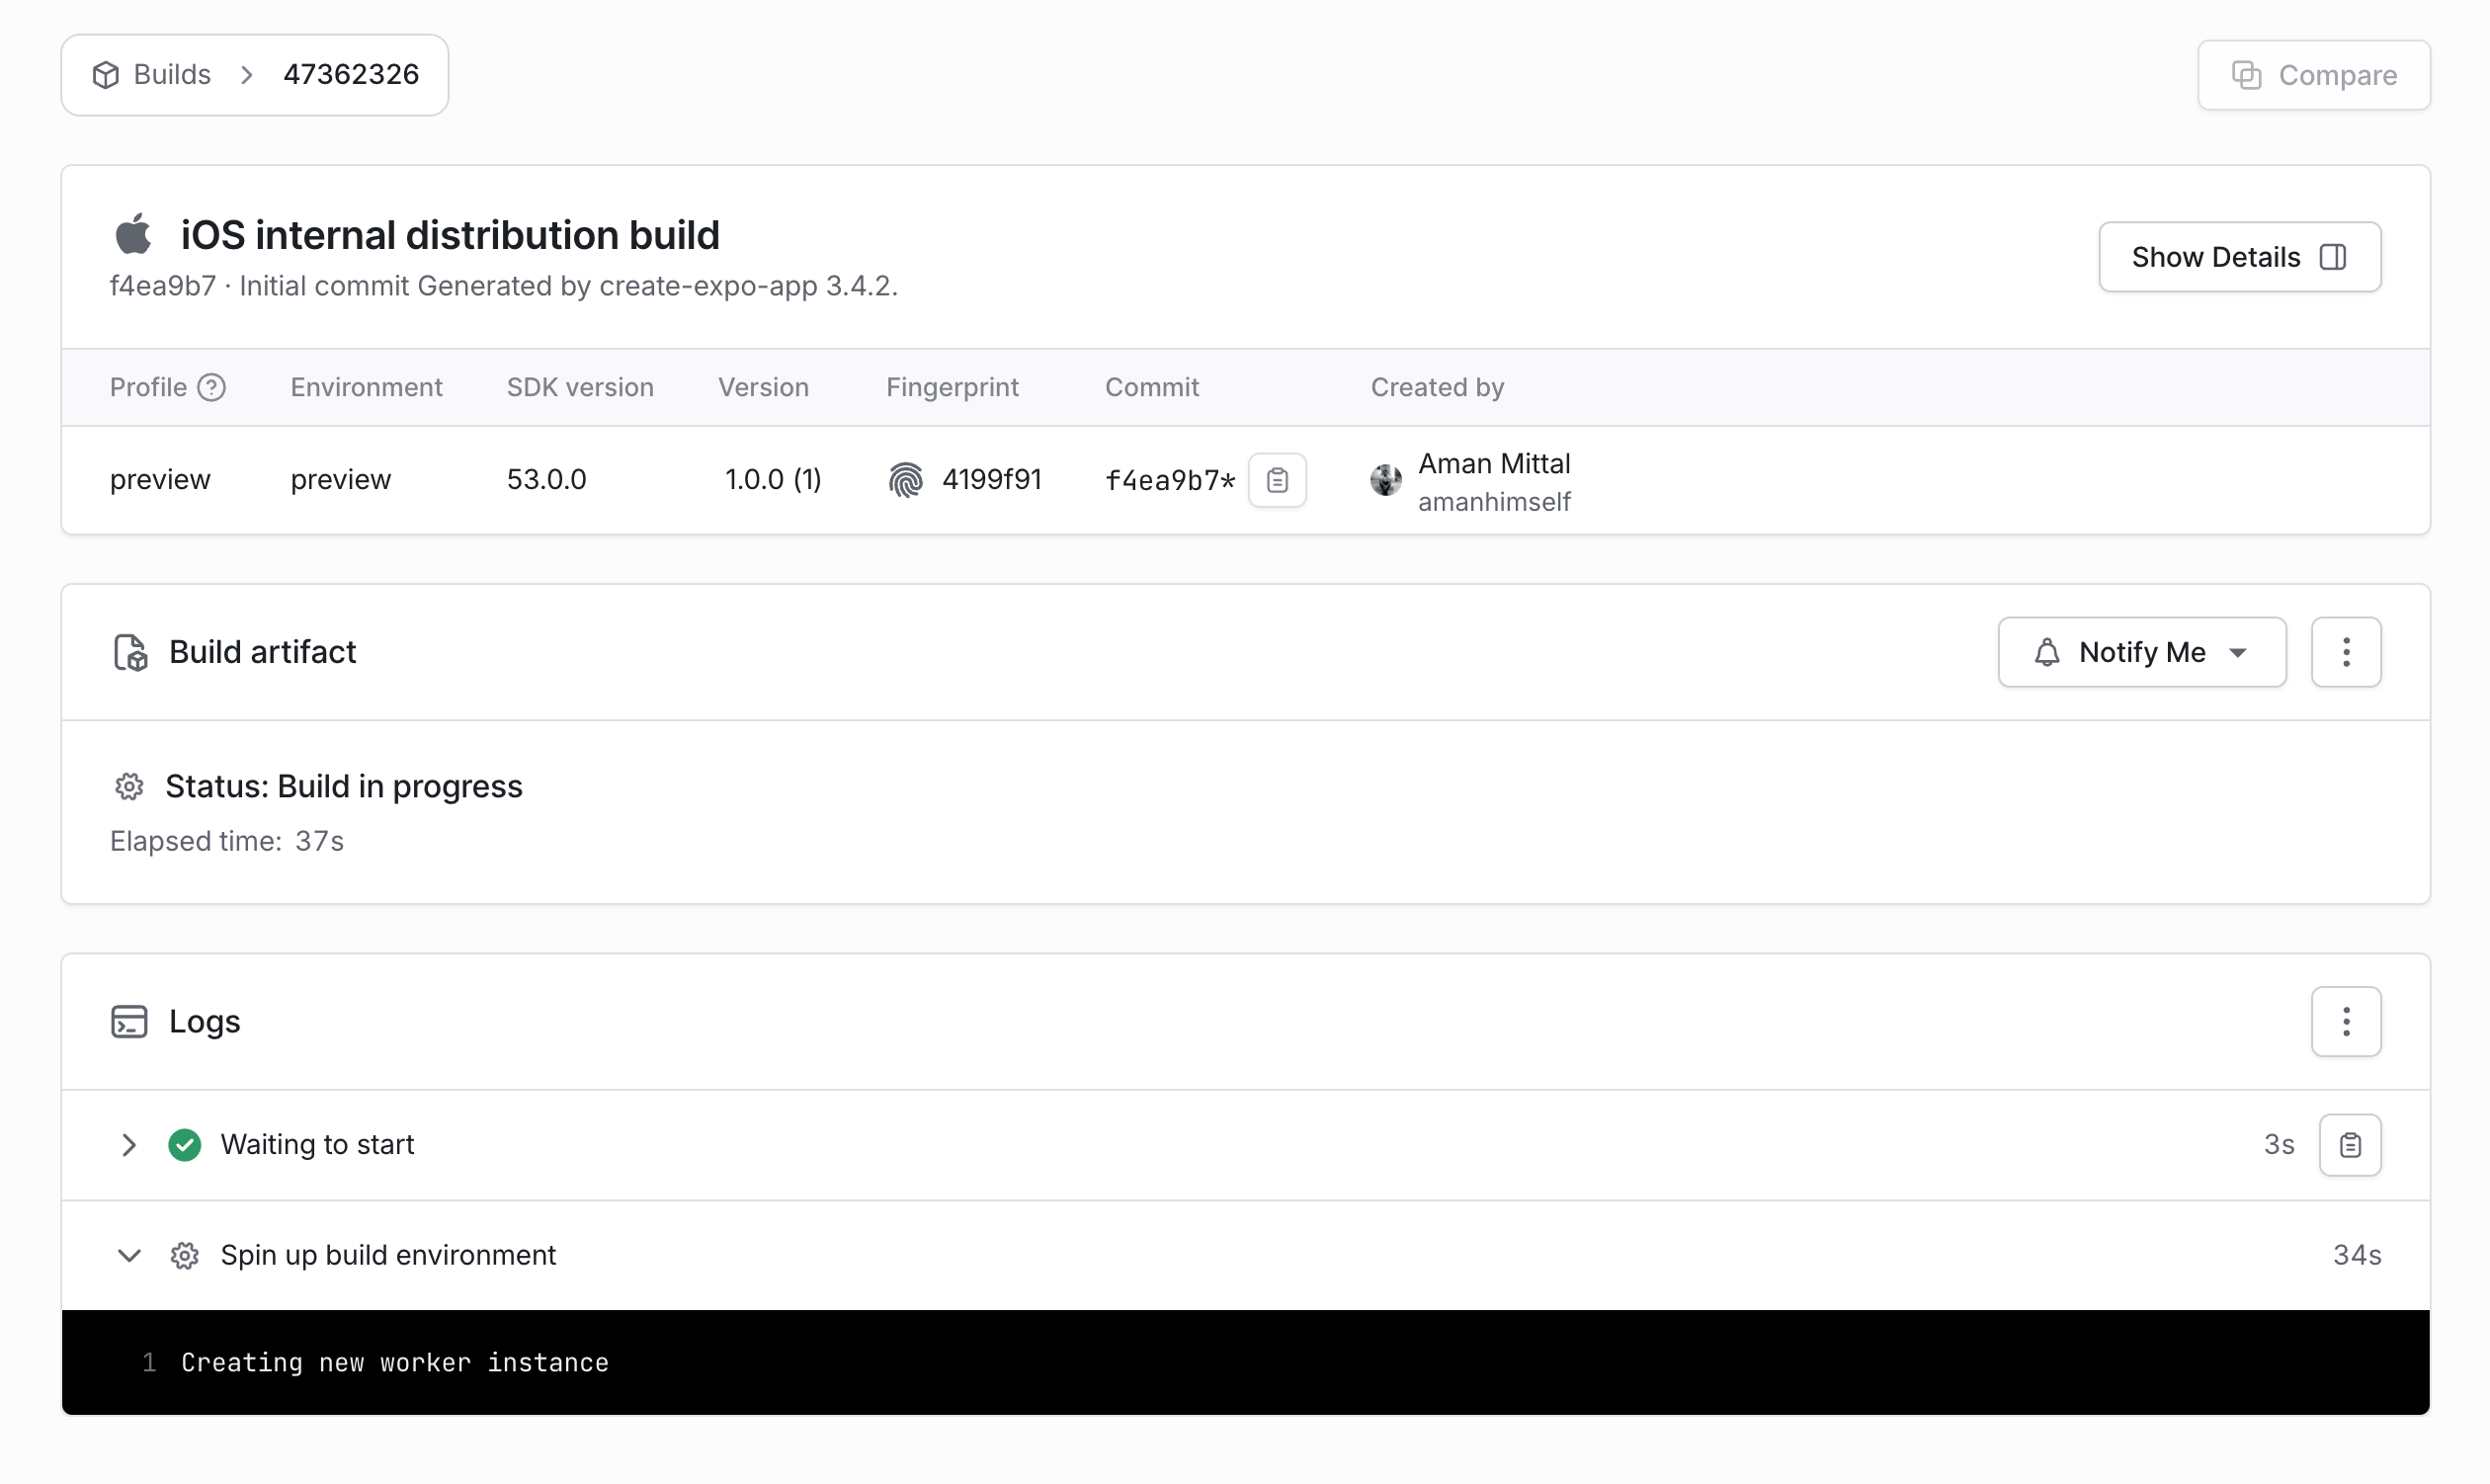 Builds > 47362326
Compare
iOS internal distribution build
f4ea9b7 · Initial commit Generated by create-expo-app 3.4.2.
Show Details
Profile Environment SDK version Version Fingerprint Commit Created by
preview preview 53.0.0 1.0.0 (1) 4199f91 f4ea9b7* Aman Mittal
amanhimself
Build artifact
Notify Me
Status: Build in progress
Elapsed time: 37s
Logs
Waiting to start 3s
Spin up build environment 34s
1 Creating new worker instance